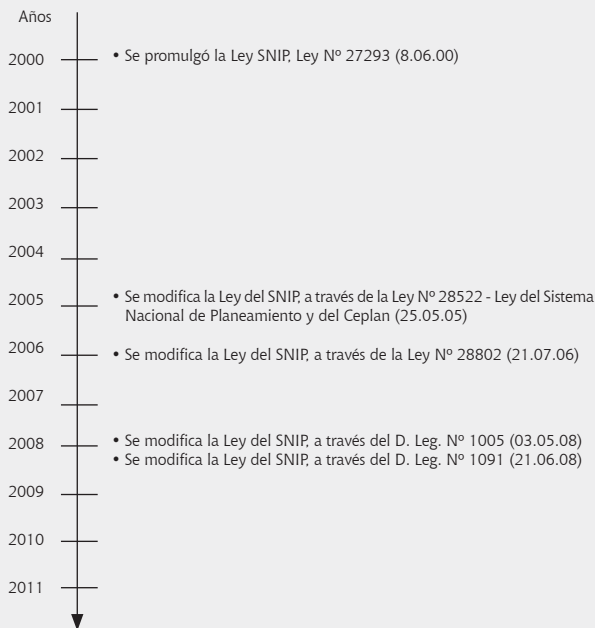 Años
2000
• Se promulgó la Ley SNIP, Ley Nº 27293 (8.06.00)
2001
2002
2003
2004
2005
• Se modifica la Ley del SNIP, a través de la Ley Nº 28522 - Ley del Sistema
Nacional de Planeamiento y del Ceplan (25.05.05)
2006
• Se modifica la Ley del SNIP, a través de la Ley Nº 28802 (21.07.06)
2007
2008
• Se modifica la Ley del SNIP, a través del D. Leg. Nº 1005 (03.05.08)
• Se modifica la Ley del SNIP, a través del D. Leg. Nº 1091 (21.06.08)
2009
2010
2011